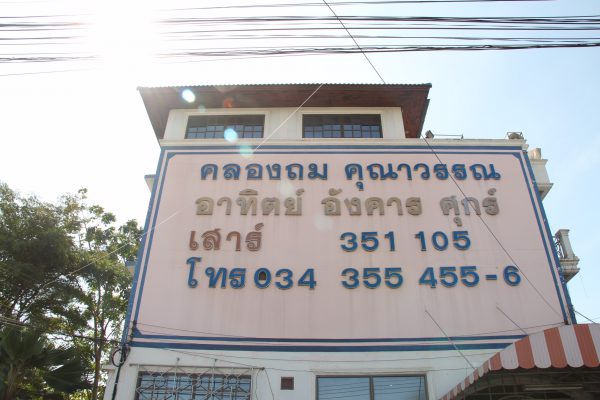 คลองถม คุณาวรรณ
อาทิตย์ อังคาร ศุกร์
เสาร์ 351 105
โทร 034 355 455-6